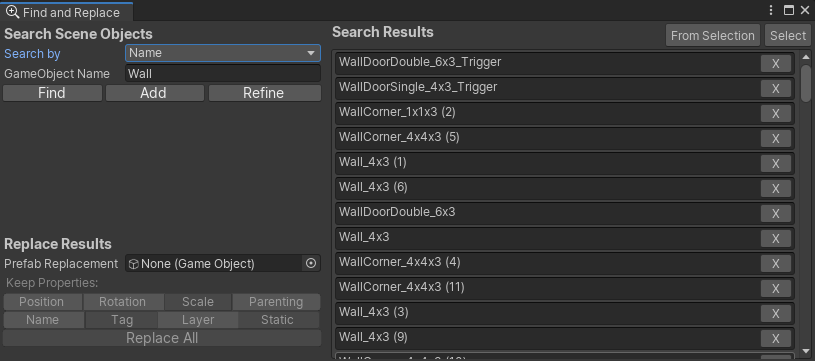 Find and Replace
Search Scene Objects
Search by
Name
GameObject Name
Wall
Find
Add
Refine
Replace Results
Prefab Replacement
None (Game Object)
Keep Properties:
Position
Rotation
Scale
Parenting
Name
Tag
Layer
Static
Replace All
Search Results
From Selection
Select
WallDoorDouble_6x3_Trigger
X
WallDoorSingle_4x3_Trigger
X
WallCorner_1x1x3 (2)
X
WallCorner_4x4x3 (5)
X
Wall_4x3 (1)
X
Wall_4x3 (6)
X
WallDoorDouble_6x3
X
Wall_4x3
X
WallCorner_4x4x3 (4)
X
WallCorner_4x4x3 (11)
X
Wall_4x3 (3)
X
Wall_4x3 (9)
X